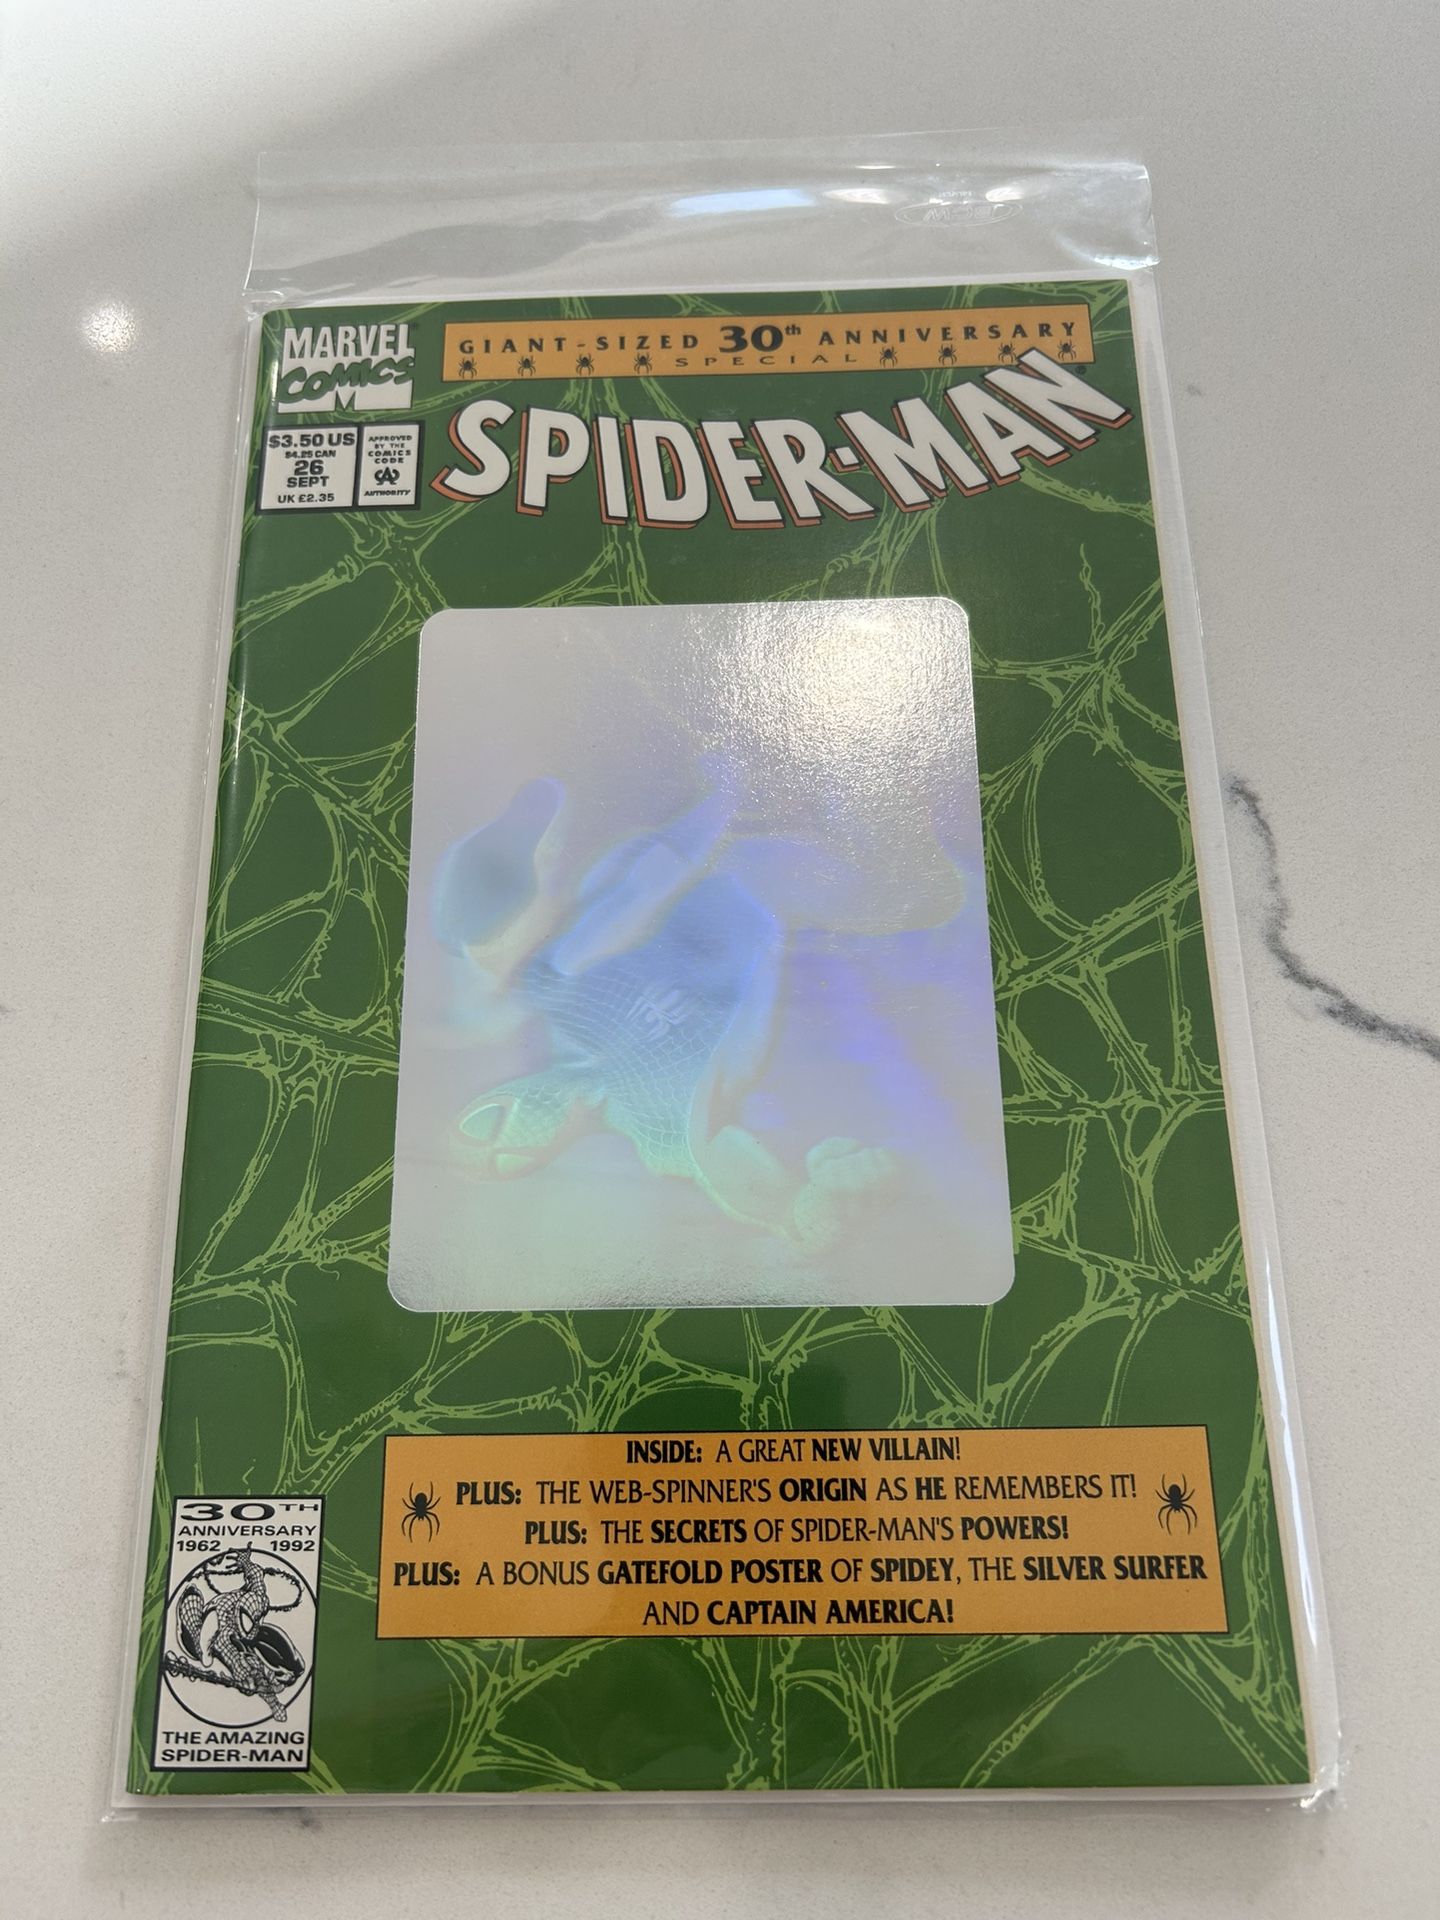 BCW
MARVEL®
COMICS
GIANT-SIZED 30th ANNIVERSARY
SPECIAL
SPIDER-MAN®
$3.50 US
$4.25 CAN
26
SEPT
UK £2.35
APPROVED
BY THE
COMICS
CODE
CA
AUTHORITY
INSIDE: A GREAT NEW VILLAIN!
PLUS: THE WEB-SPINNER'S ORIGIN AS HE REMEMBERS IT!
PLUS: THE SECRETS OF SPIDER-MAN'S POWERS!
PLUS: A BONUS GATEFOLD POSTER OF SPIDEY, THE SILVER SURFER
AND CAPTAIN AMERICA!
30TH
ANNIVERSARY
1962 1992
THE AMAZING
SPIDER-MAN